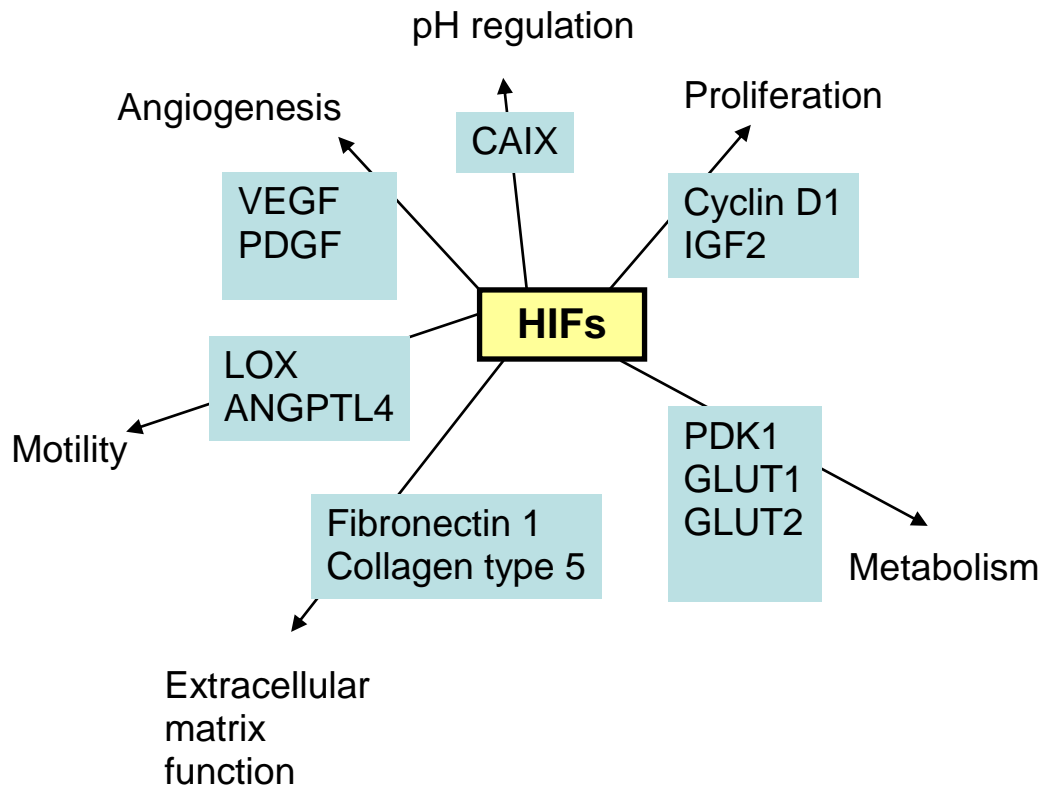 pH regulation
Angiogenesis
Proliferation
CAIX
VEGF
PDGF
Cyclin D1
IGF2
HIFs
LOX
ANGPTL4
Motility
PDK1
GLUT1
GLUT2
Fibronectin 1
Collagen type 5
Metabolism
Extracellular
matrix
function